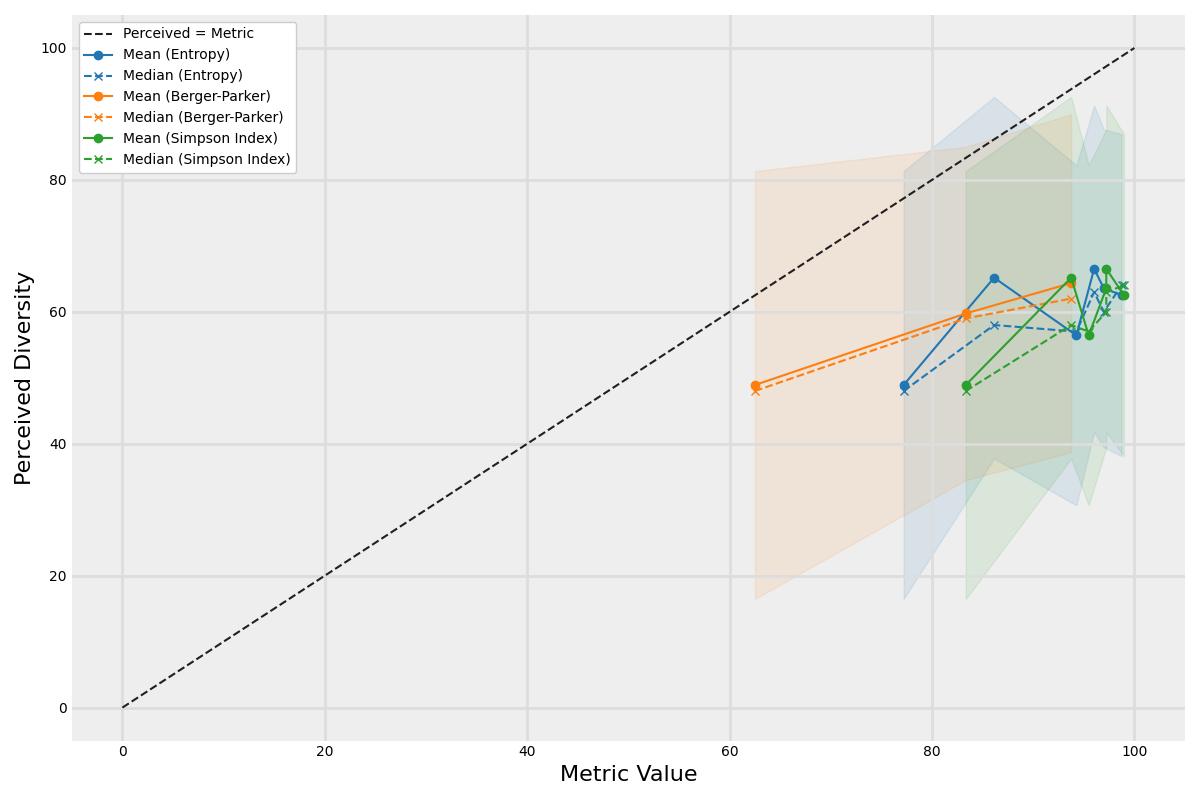 Perceived = Metric
Mean (Entropy)
Median (Entropy)
Mean (Berger-Parker)
Median (Berger-Parker)
Mean (Simpson Index)
Median (Simpson Index)
100
80
60
40
20
0
Perceived Diversity
0 20 40 60 80 100
Metric Value